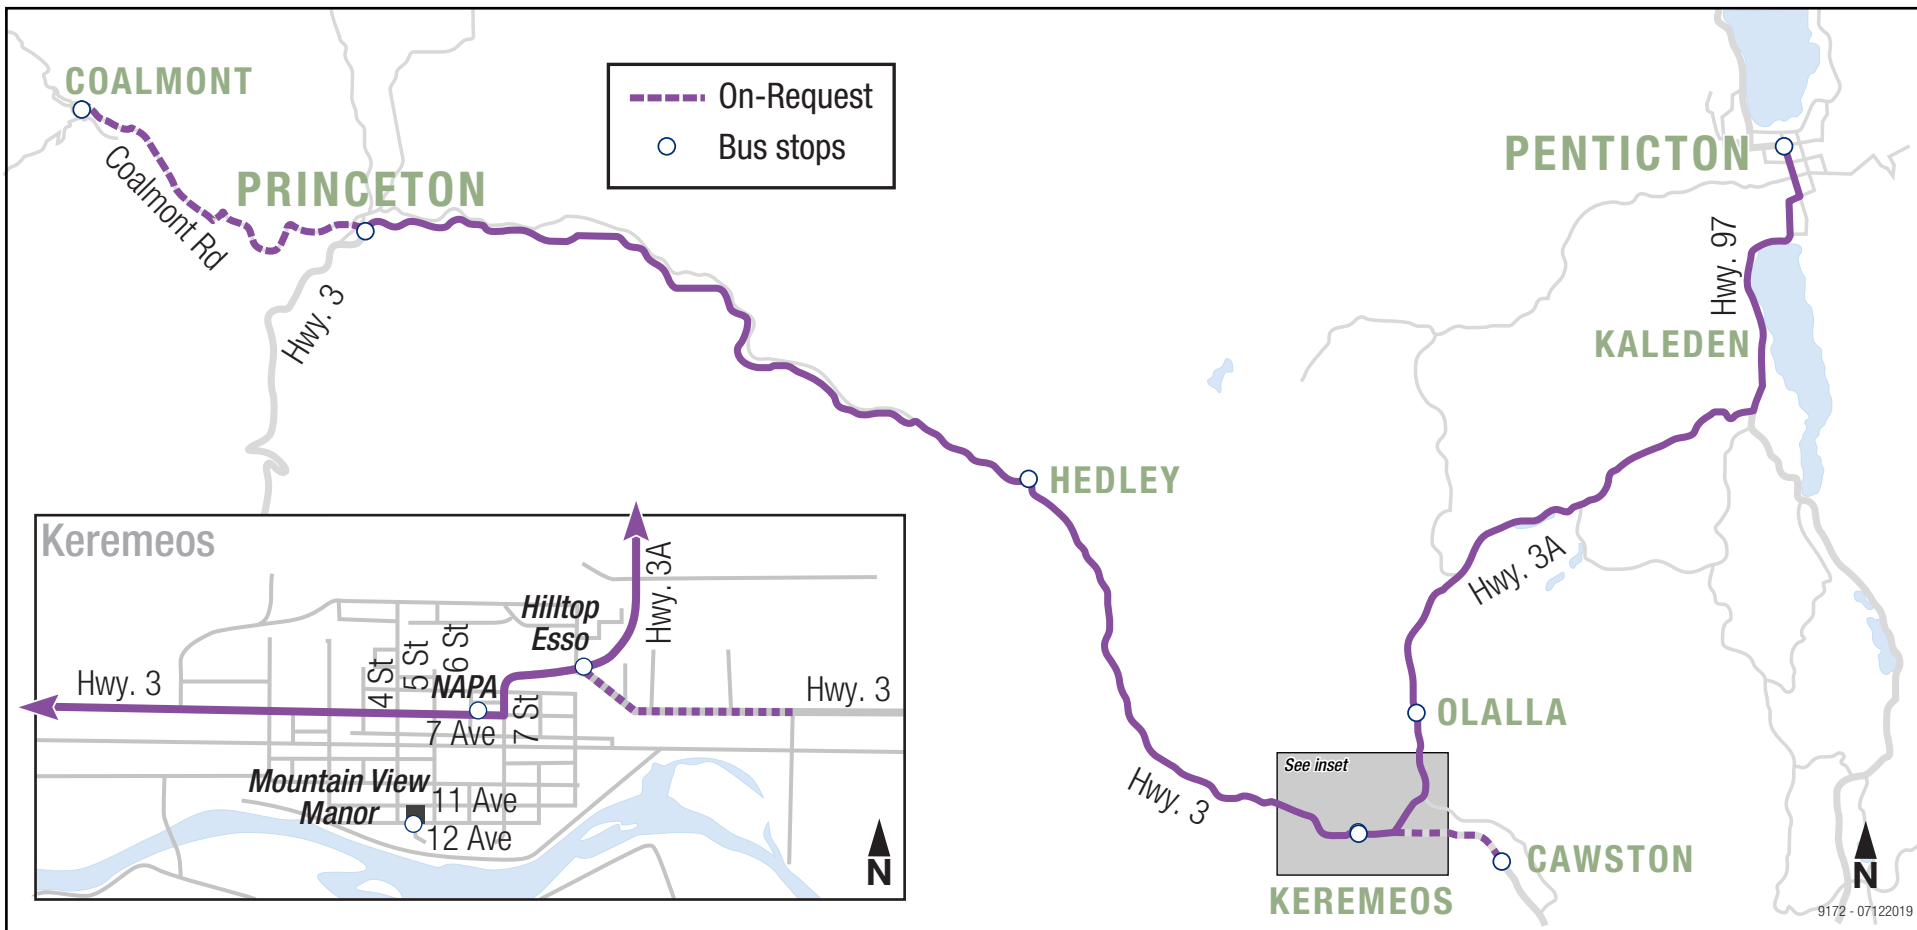 COALMONT
Coalmont Rd
PRINCETON
Hwy. 3
On-Request
Bus stops
PENTICTON
Hwy. 97
KALEDEN
HEDLEY
Hwy. 3A
OLALLA
See inset
Hwy. 3
CAWSTON
KEREMEOS
N
9172 - 07122019
Keremeos
Hwy. 3A
Hilltop
Esso
4 St
5 St
6 St
NAPA
7 St
Hwy. 3
Hwy. 3
7 Ave
Mountain View
Manor
11 Ave
12 Ave
N